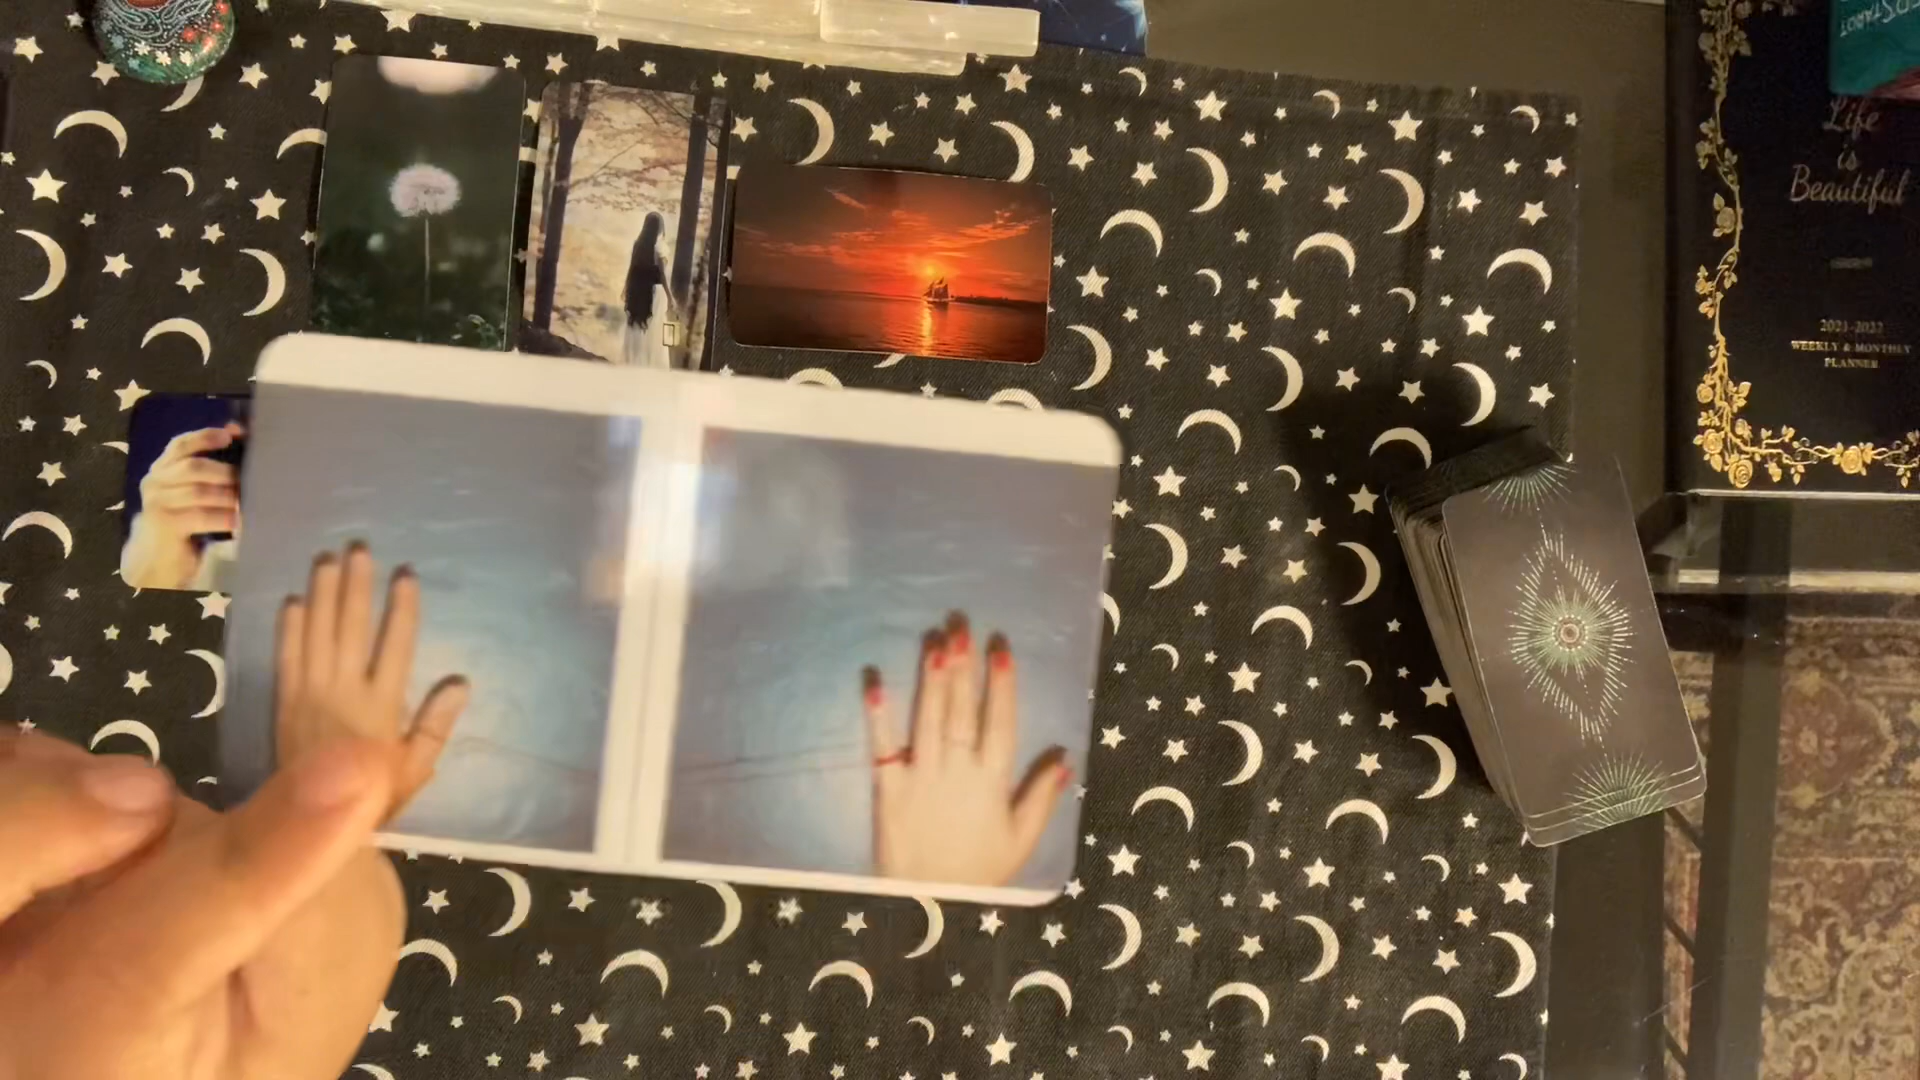 Life
is
Beautiful
2021-2022
WEEKLY & MONTHLY
PLANNER